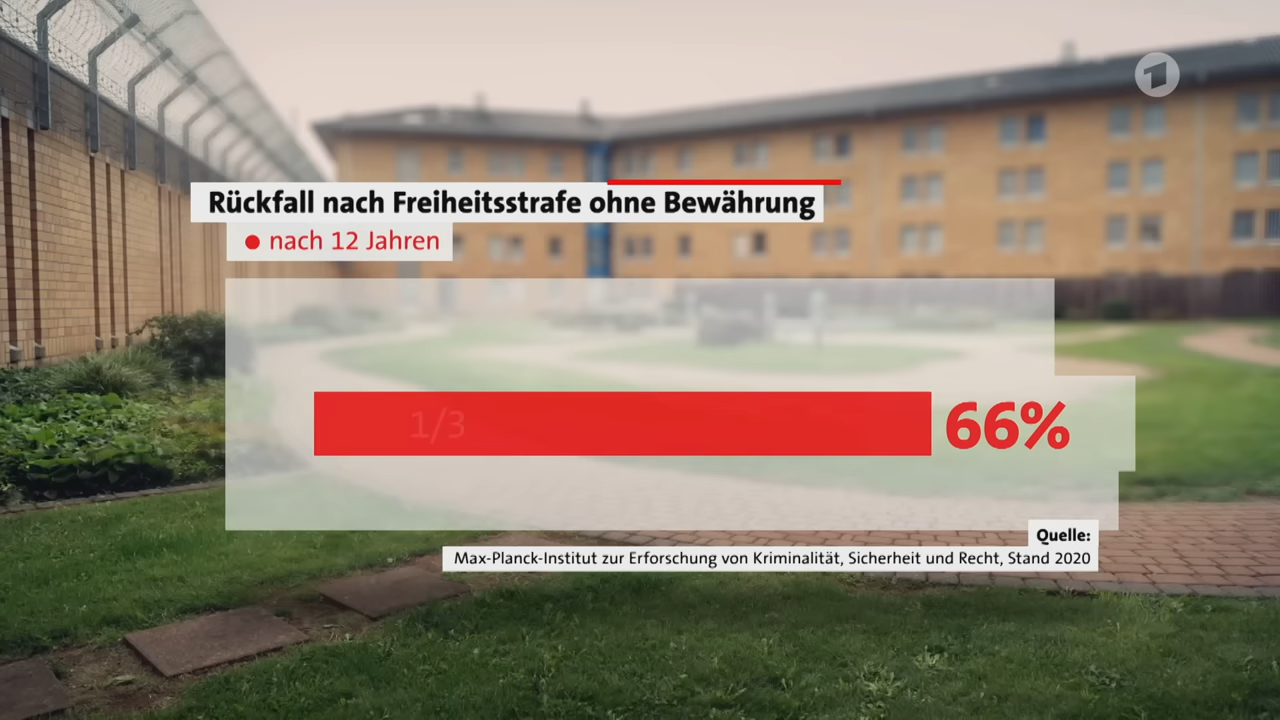 Rückfall nach Freiheitsstrafe ohne Bewährung
nach 12 Jahren
1/3
66%
Quelle:
Max-Planck-Institut zur Erforschung von Kriminalität, Sicherheit und Recht, Stand 2020